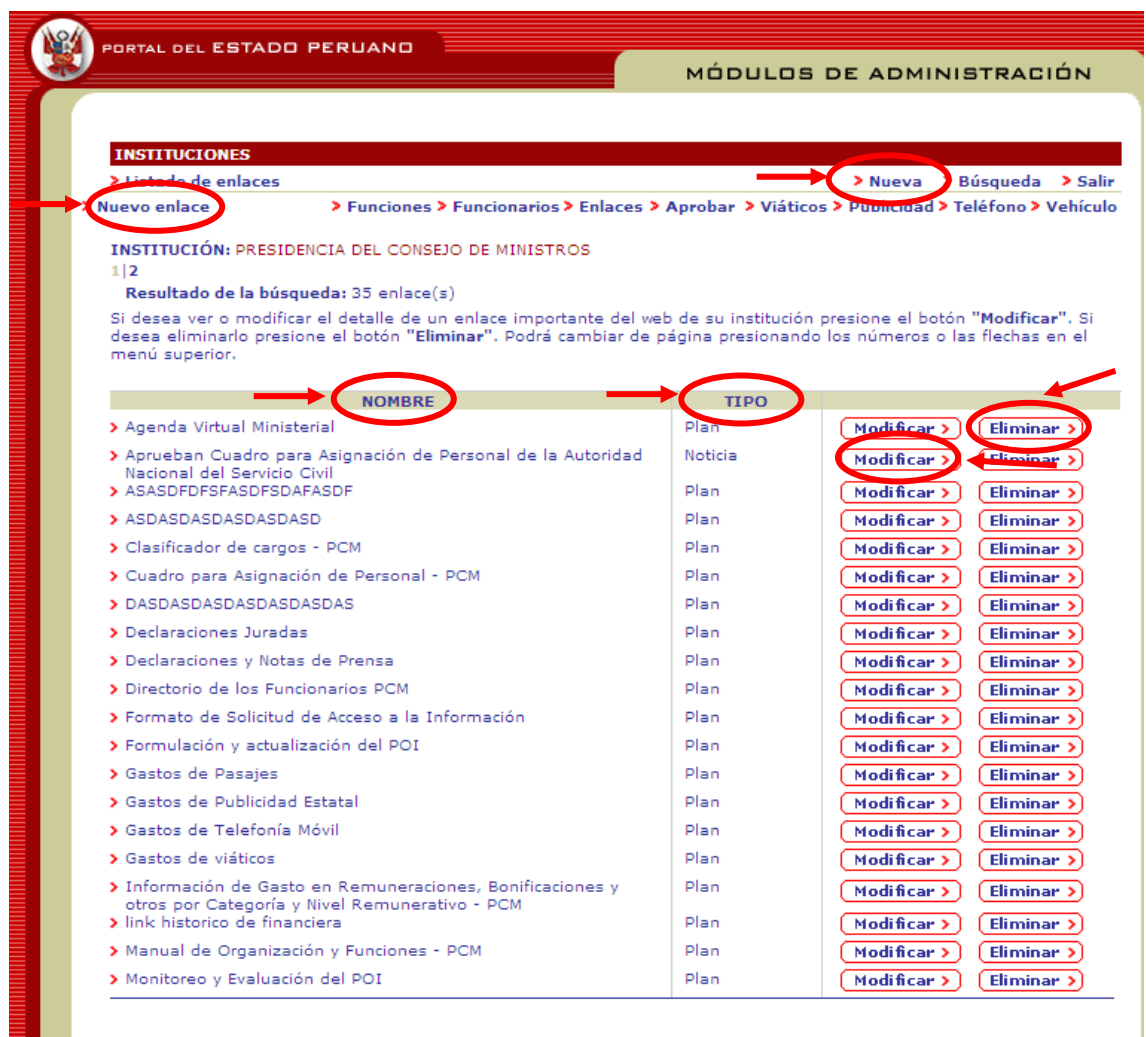 PORTAL DEL ESTADO PERUANO
MÓDULOS DE ADMINISTRACIÓN
INSTITUCIONES
> Listado de enlaces > Nueva Búsqueda > Salir
> Nuevo enlace > Funciones > Funcionarios > Enlaces > Aprobar > Viáticos > Publicidad > Teléfono > Vehículo
INSTITUCIÓN: PRESIDENCIA DEL CONSEJO DE MINISTROS
1|2
Resultado de la búsqueda: 35 enlace(s)
Si desea ver o modificar el detalle de un enlace importante del web de su institución presione el botón "Modificar". Si
desea eliminarlo presione el botón "Eliminar". Podrá cambiar de página presionando los números o las flechas en el
menú superior.
NOMBRE TIPO
> Agenda Virtual Ministerial Plan Modificar > Eliminar >
> Aprueban Cuadro para Asignación de Personal de la Autoridad Noticia Modificar > Eliminar >
Nacional del Servicio Civil
> ASASDFDFSFASDFSDAFASDF Plan Modificar > Eliminar >
> ASDASDASDASDASDASD Plan Modificar > Eliminar >
> Clasificador de cargos - PCM Plan Modificar > Eliminar >
> Cuadro para Asignación de Personal - PCM Plan Modificar > Eliminar >
> DASDASDASDASDASDASDAS Plan Modificar > Eliminar >
> Declaraciones Juradas Plan Modificar > Eliminar >
> Declaraciones y Notas de Prensa Plan Modificar > Eliminar >
> Directorio de los Funcionarios PCM Plan Modificar > Eliminar >
> Formato de Solicitud de Acceso a la Información Plan Modificar > Eliminar >
> Formulación y actualización del POI Plan Modificar > Eliminar >
> Gastos de Pasajes Plan Modificar > Eliminar >
> Gastos de Publicidad Estatal Plan Modificar > Eliminar >
> Gastos de Telefonía Móvil Plan Modificar > Eliminar >
> Gastos de viáticos Plan Modificar > Eliminar >
> Información de Gasto en Remuneraciones, Bonificaciones y Plan Modificar > Eliminar >
otros por Categoría y Nivel Remunerativo - PCM
> link historico de financiera Plan Modificar > Eliminar >
> Manual de Organización y Funciones - PCM Plan Modificar > Eliminar >
> Monitoreo y Evaluación del POI Plan Modificar > Eliminar >